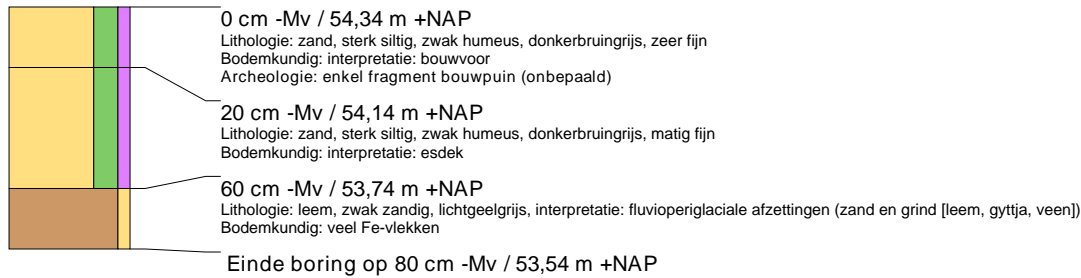 0 cm -Mv / 54,34 m +NAP
Lithologie: zand, sterk siltig, zwak humeus, donkerbruingrijs, zeer fijn
Bodemkundig: interpretatie: bouwvoor
Archeologie: enkel fragment bouwpuin (onbepaald)
20 cm -Mv / 54,14 m +NAP
Lithologie: zand, sterk siltig, zwak humeus, donkerbruingrijs, matig fijn
Bodemkundig: interpretatie: esdek
60 cm -Mv / 53,74 m +NAP
Lithologie: leem, zwak zandig, lichtgeelgrijs, interpretatie: fluvioperiglaciale afzettingen (zand en grind [leem, gyttja, veen])
Bodemkundig: veel Fe-vlekken
Einde boring op 80 cm -Mv / 53,54 m +NAP